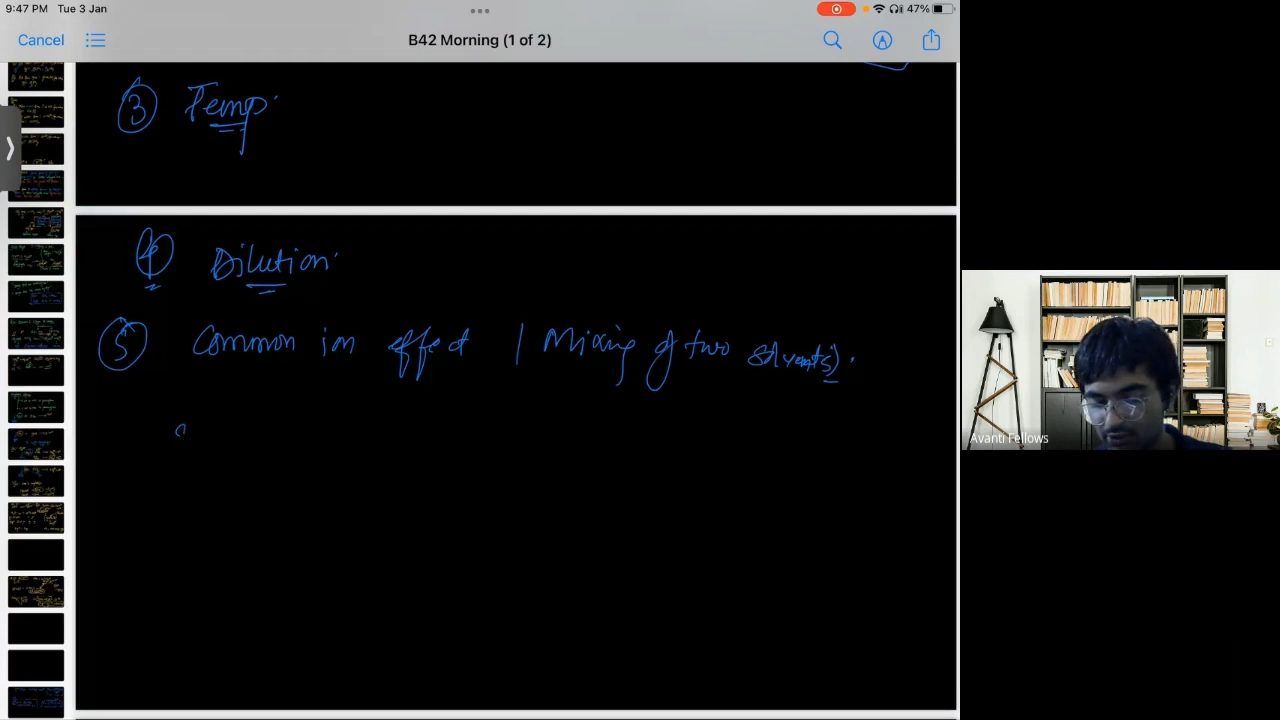 9:47 PM Tue 3 Jan
47%
Cancel
B42 Morning (1 of 2)
3 Temp.
4 Dilution.
5 Common ion effect / Mixing of two solvent(s).
Avanti Fellows